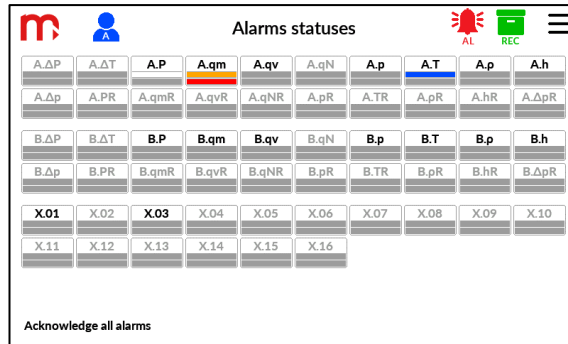 m
A
Alarms statuses
AL
REC
A.ΔP A.ΔT A.P A.qm A.qv A.qN A.p A.T A.ρ A.h
A.Δp A.PR A.qmR A.qvR A.qNR A.pR A.TR A.ρR A.hR A.ΔpR
B.ΔP B.ΔT B.P B.qm B.qv B.qN B.p B.T B.ρ B.h
B.Δp B.PR B.qmR B.qvR B.qNR B.pR B.TR B.ρR B.hR B.ΔpR
X.01 X.02 X.03 X.04 X.05 X.06 X.07 X.08 X.09 X.10
X.11 X.12 X.13 X.14 X.15 X.16
Acknowledge all alarms